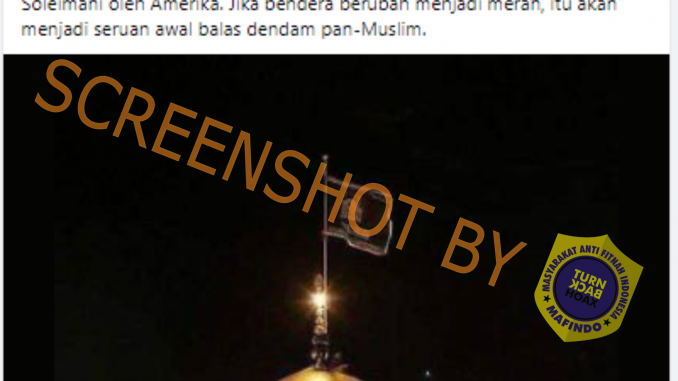 Soleimani oleh Amerika. Jika bendera berubah menjadi merah, itu akan
menjadi seruan awal balas dendam pan-Muslim.
SCREENSHOT BY
MASYARAKAT ANTI FITNAH INDONESIA
TURN
BACK
HOAX
MAFINDO